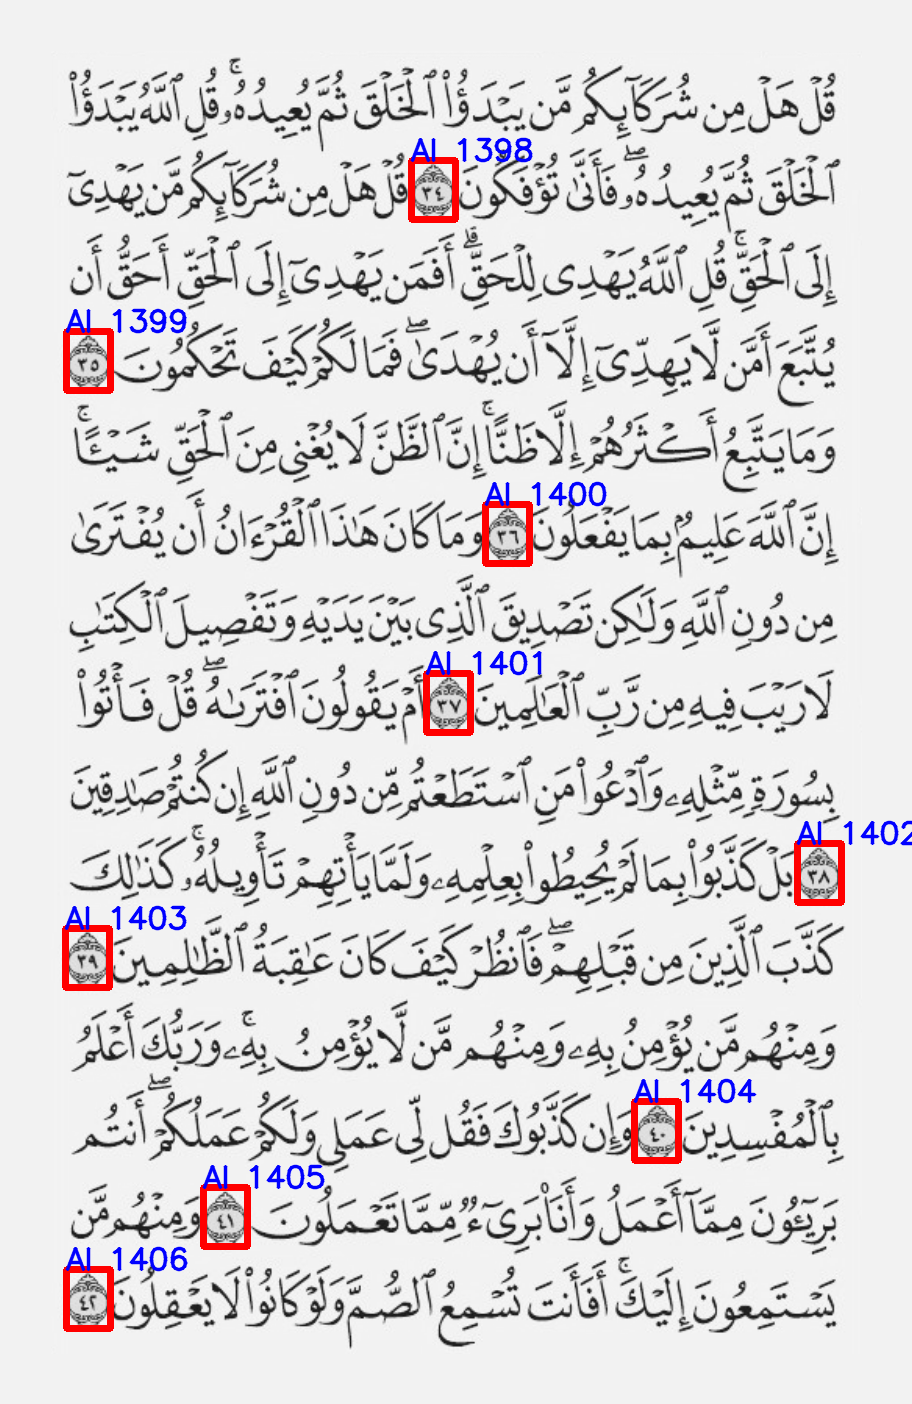 قُلْ هَلْ مِن شُرَكَآئِكُم مَّن يَبْدَؤُا۟ ٱلْخَلْقَ ثُمَّ يُعِيدُهُۥ ۚ قُلِ ٱللَّهُ يَبْدَؤُا۟
AI 1398
ٱلْخَلْقَ ثُمَّ يُعِيدُهُۥ ۖ فَأَنَّىٰ تُؤْفَكُونَ ٣٤ قُلْ هَلْ مِن شُرَكَآئِكُم مَّن يَهْدِىٓ
إِلَى ٱلْحَقِّ ۚ قُلِ ٱللَّهُ يَهْدِى لِلْحَقِّ ۗ أَفَمَن يَهْدِىٓ إِلَى ٱلْحَقِّ أَحَقُّ أَن
AI 1399
يُتَّبَعَ أَمَّن لَّا يَهِدِّىٓ إِلَّآ أَن يُهْدَىٰ ۖ فَمَا لَكُمْ كَيْفَ تَحْكُمُونَ ٣٥
وَمَا يَتَّبِعُ أَكْثَرُهُمْ إِلَّا ظَنًّا ۚ إِنَّ ٱلظَّنَّ لَا يُغْنِى مِنَ ٱلْحَقِّ شَيْـًٔا ۚ
AI 1400
إِنَّ ٱللَّهَ عَلِيمٌۢ بِمَا يَفْعَلُونَ ٣٦ وَمَا كَانَ هَٰذَا ٱلْقُرْءَانُ أَن يُفْتَرَىٰ
مِن دُونِ ٱللَّهِ وَلَٰكِن تَصْدِيقَ ٱلَّذِى بَيْنَ يَدَيْهِ وَتَفْصِيلَ ٱلْكِتَٰبِ
AI 1401
لَا رَيْبَ فِيهِ مِن رَّبِّ ٱلْعَٰلَمِينَ ٣٧ أَمْ يَقُولُونَ ٱفْتَرَىٰهُ ۖ قُلْ فَأْتُوا۟
بِسُورَةٍ مِّثْلِهِۦ وَٱدْعُوا۟ مَنِ ٱسْتَطَعْتُم مِّن دُونِ ٱللَّهِ إِن كُنتُمْ صَٰدِقِينَ
AI 1402
٣٨ بَلْ كَذَّبُوا۟ بِمَا لَمْ يُحِيطُوا۟ بِعِلْمِهِۦ وَلَمَّا يَأْتِهِمْ تَأْوِيلُهُۥ ۚ كَذَٰلِكَ
AI 1403
كَذَّبَ ٱلَّذِينَ مِن قَبْلِهِمْ ۖ فَٱنظُرْ كَيْفَ كَانَ عَٰقِبَةُ ٱلظَّٰلِمِينَ ٣٩
وَمِنْهُم مَّن يُؤْمِنُ بِهِۦ وَمِنْهُم مَّن لَّا يُؤْمِنُ بِهِۦ ۚ وَرَبُّكَ أَعْلَمُ
AI 1404
بِٱلْمُفْسِدِينَ ٤٠ وَإِن كَذَّبُوكَ فَقُل لِّى عَمَلِى وَلَكُمْ عَمَلُكُمْ ۖ أَنتُم
AI 1405
بَرِيٓـُٔونَ مِمَّآ أَعْمَلُ وَأَنَا۠ بَرِىٓءٌ مِّمَّا تَعْمَلُونَ ٤١ وَمِنْهُم مَّن
AI 1406
يَسْتَمِعُونَ إِلَيْكَ ۚ أَفَأَنتَ تُسْمِعُ ٱلصُّمَّ وَلَوْ كَانُوا۟ لَا يَعْقِلُونَ ٤٢